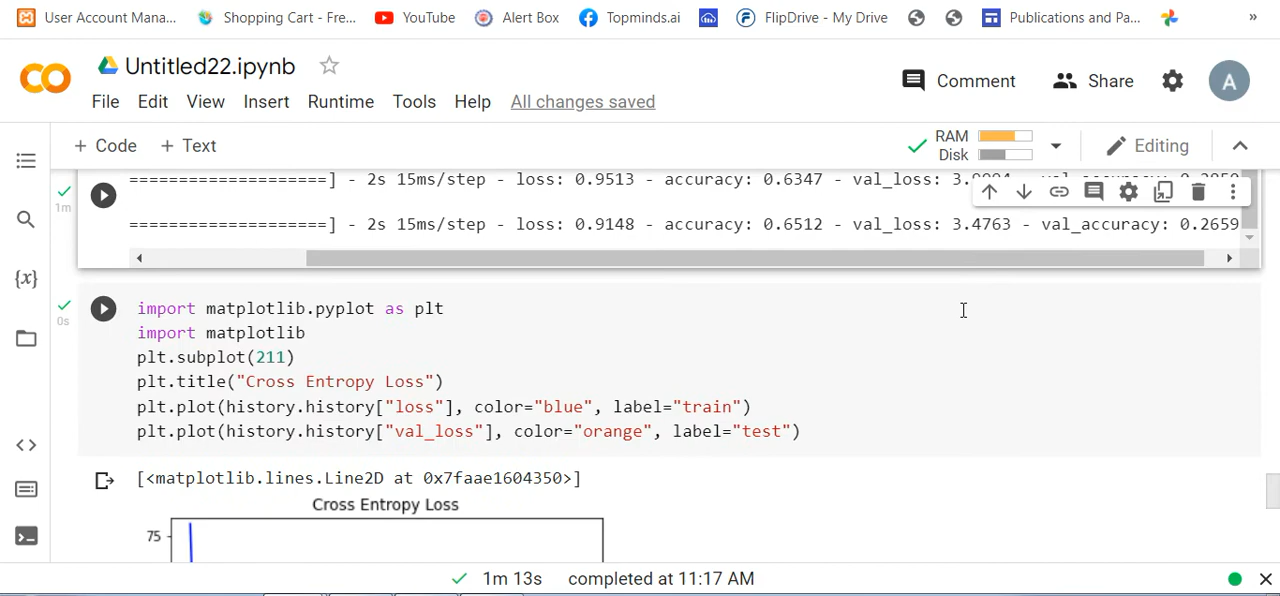 User Account Mana... Shopping Cart - Fre... YouTube Alert Box Topminds.ai FlipDrive - My Drive Publications and Pa... »
CO Untitled22.ipynb
Comment Share A
File Edit View Insert Runtime Tools Help All changes saved
+ Code + Text RAM Disk Editing
====================] - 2s 15ms/step - loss: 0.9513 - accuracy: 0.6347 - val_loss:
1m
====================] - 2s 15ms/step - loss: 0.9148 - accuracy: 0.6512 - val_loss: 3.4763 - val_accuracy: 0.2659
{x}
0s
import matplotlib.pyplot as plt
import matplotlib
plt.subplot(211)
plt.title("Cross Entropy Loss")
plt.plot(history.history["loss"], color="blue", label="train")
plt.plot(history.history["val_loss"], color="orange", label="test")
[<matplotlib.lines.Line2D at 0x7faae1604350>]
Cross Entropy Loss
75
1m 13s completed at 11:17 AM